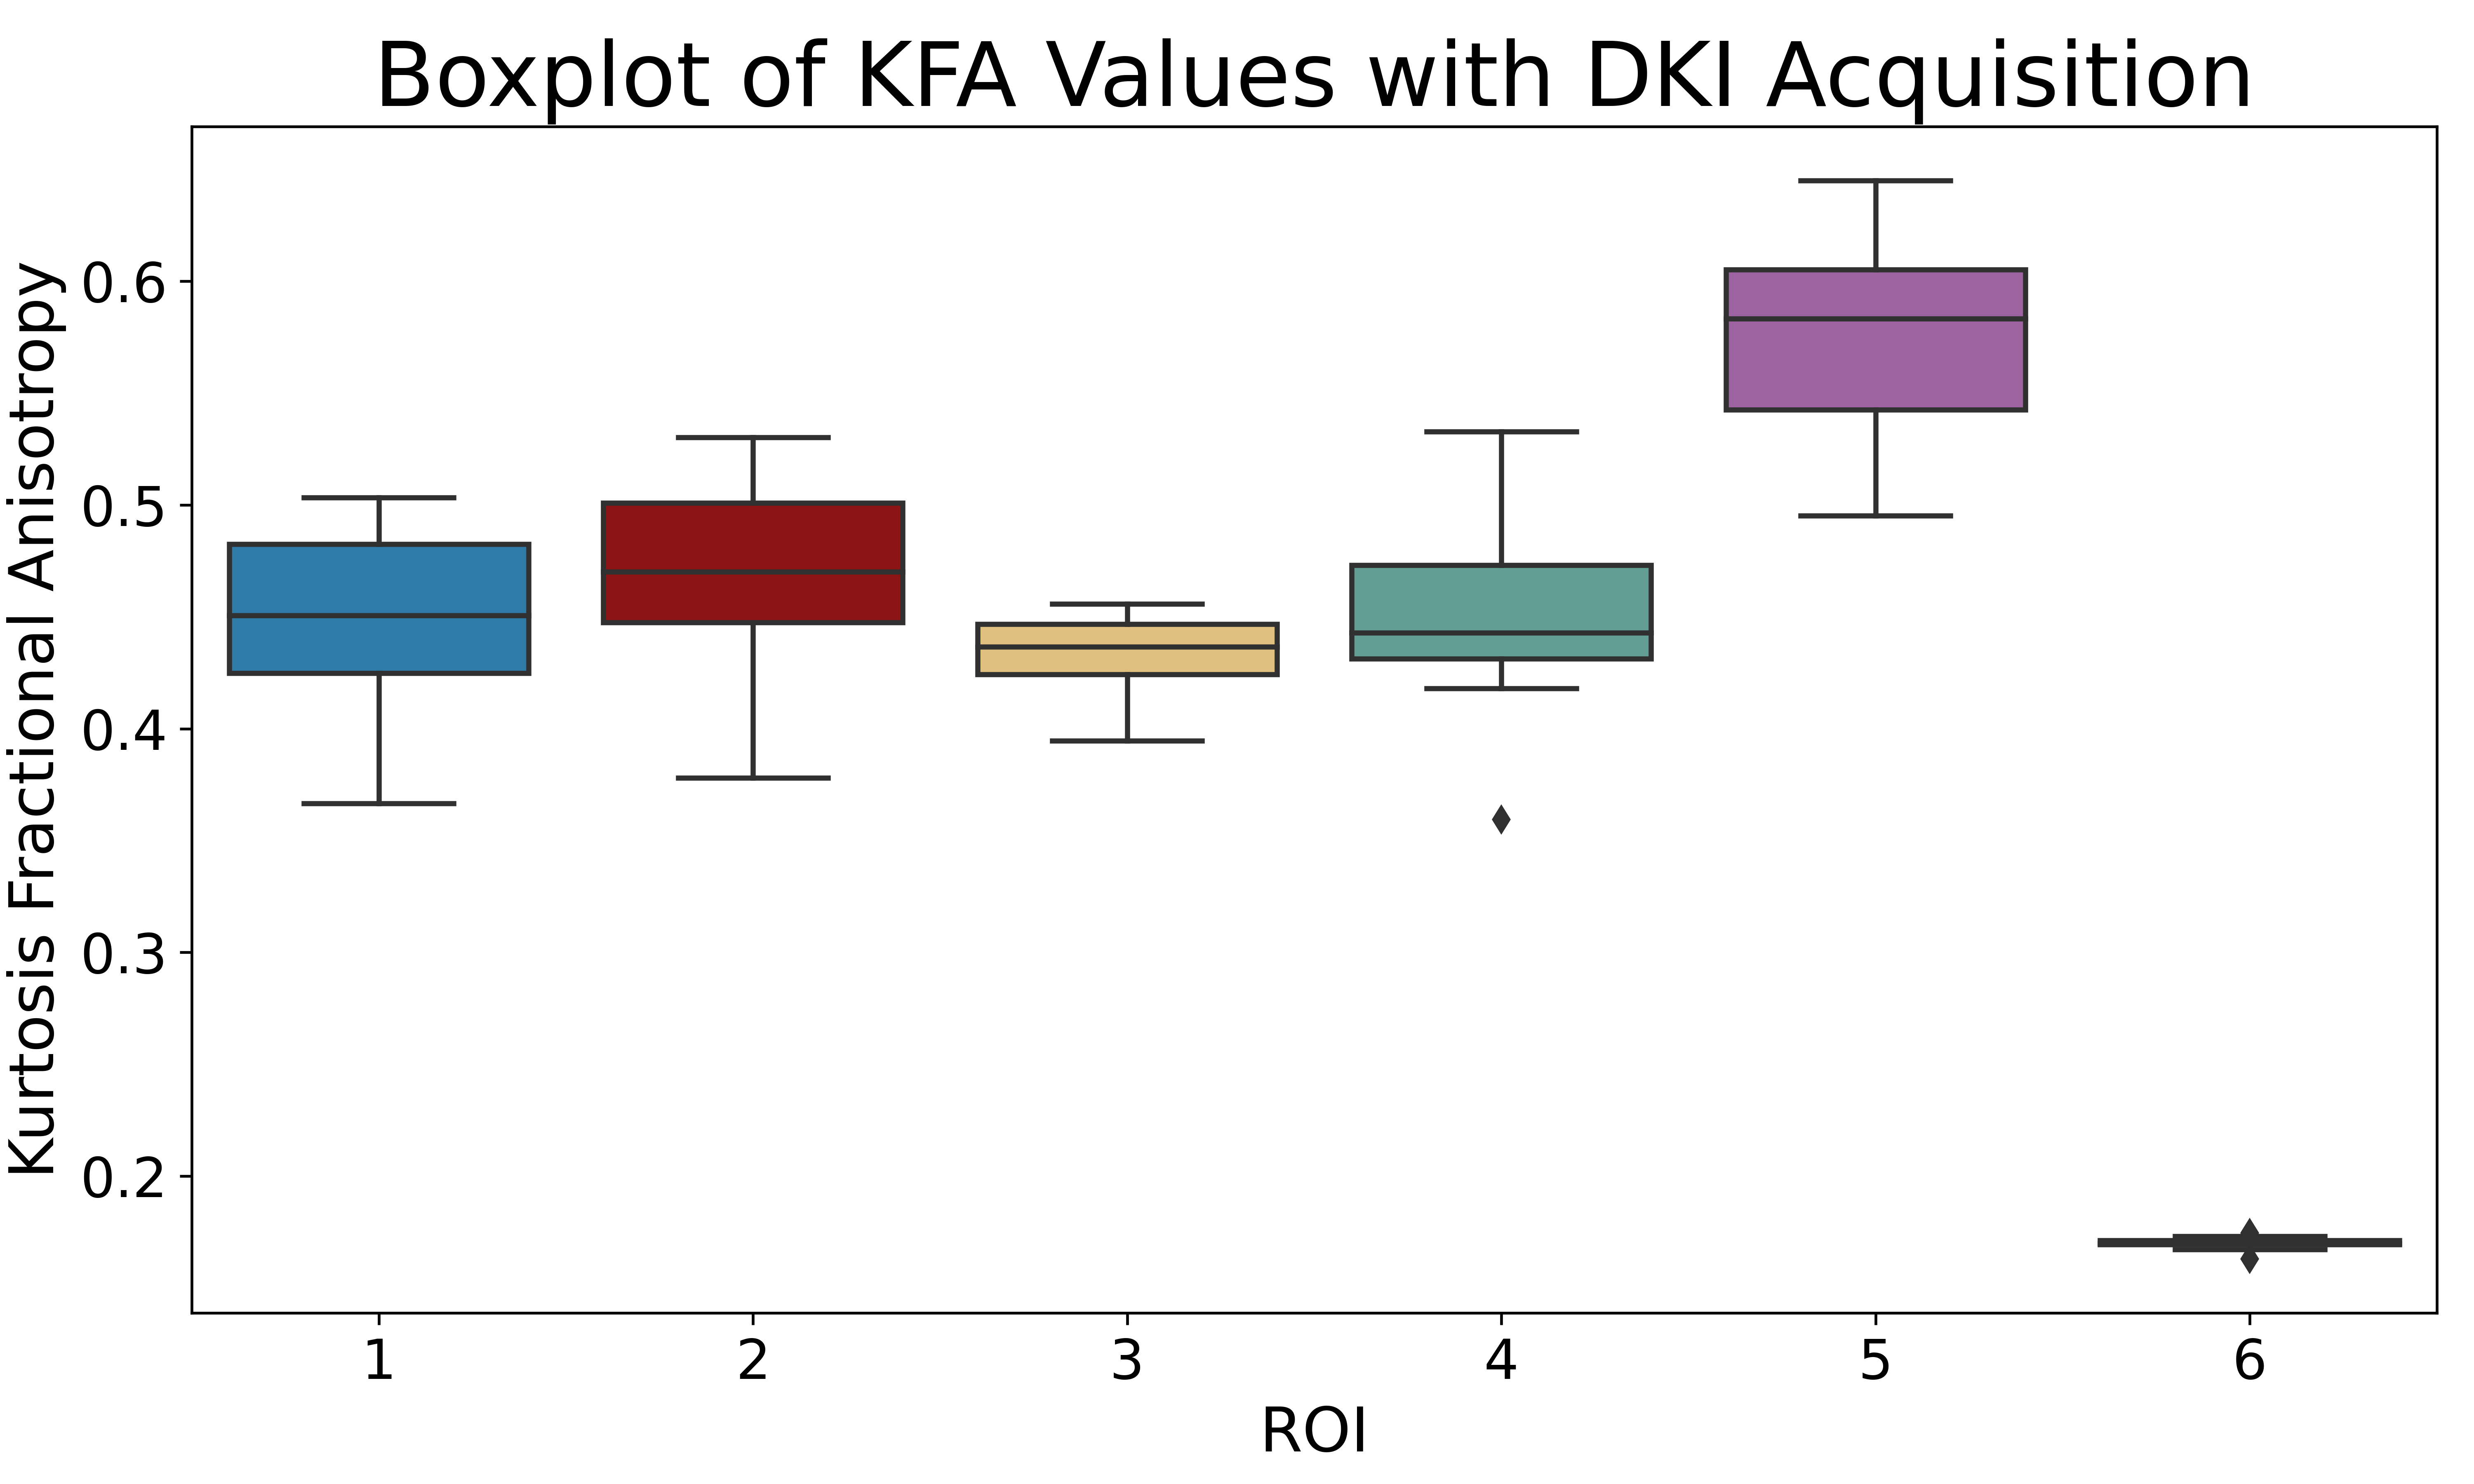 Boxplot of KFA Values with DKI Acquisition
Kurtosis Fractional Anisotropy
0.6
0.5
0.4
0.3
0.2
1 2 3 4 5 6
ROI